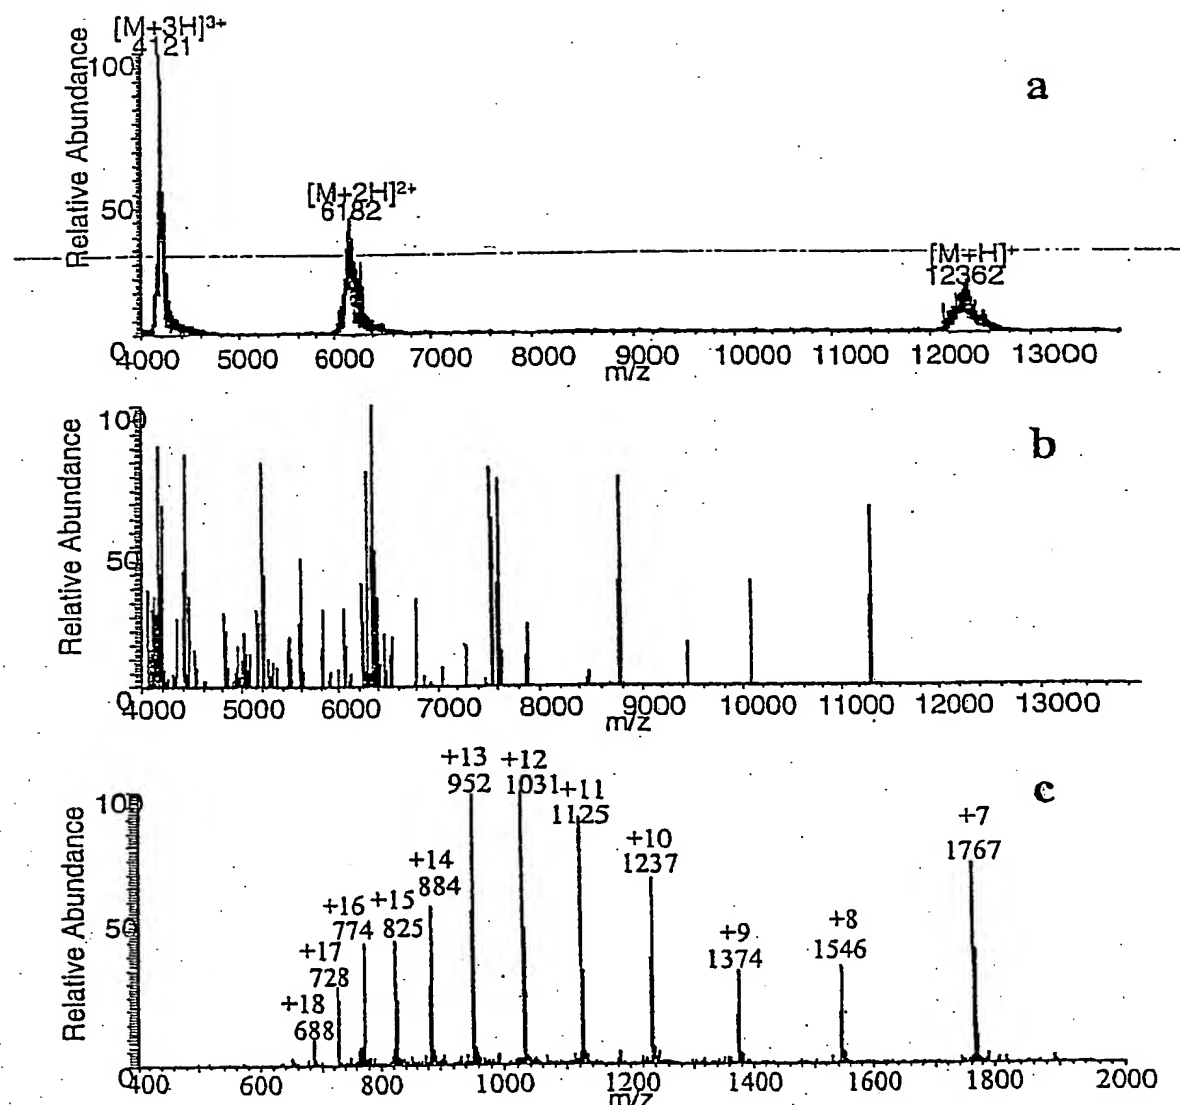 [M+3H]3+
4121
a
Relative Abundance
100
50
0
[M+2H]2+
6182
[M+H]+
12362
4000 5000 6000 7000 8000 9000 10000 11000 12000 13000
m/z
b
Relative Abundance
100
50
0
4000 5000 6000 7000 8000 9000 10000 11000 12000 13000
m/z
c
Relative Abundance
100
50
0
+18
688
+17
728
+16
774
+15
825
+14
884
+13
952
+12
1031
+11
1125
+10
1237
+9
1374
+8
1546
+7
1767
400 600 800 1000 1200 1400 1600 1800 2000
m/z